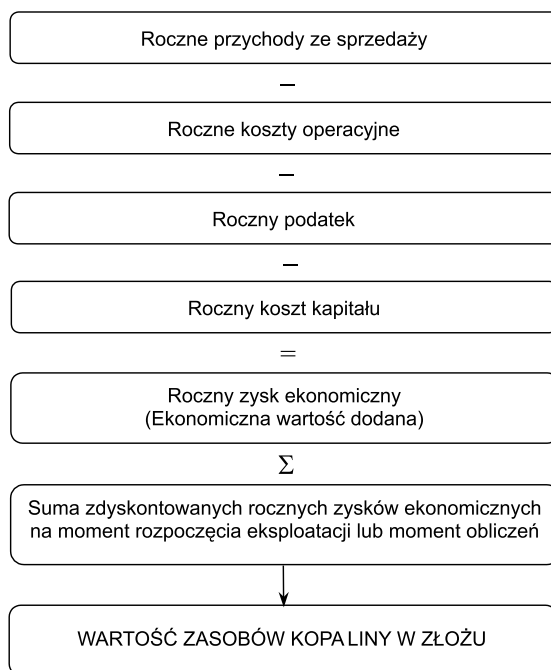 Roczne przychody ze sprzedaży
–
Roczne koszty operacyjne
–
Roczny podatek
–
Roczny koszt kapitału
=
Roczny zysk ekonomiczny
(Ekonomiczna wartość dodana)
Σ
Suma zdyskontowanych rocznych zysków ekonomicznych
na moment rozpoczęcia eksploatacji lub moment obliczeń
WARTOŚĆ ZASOBÓW KOPALINY W ZŁOŻU